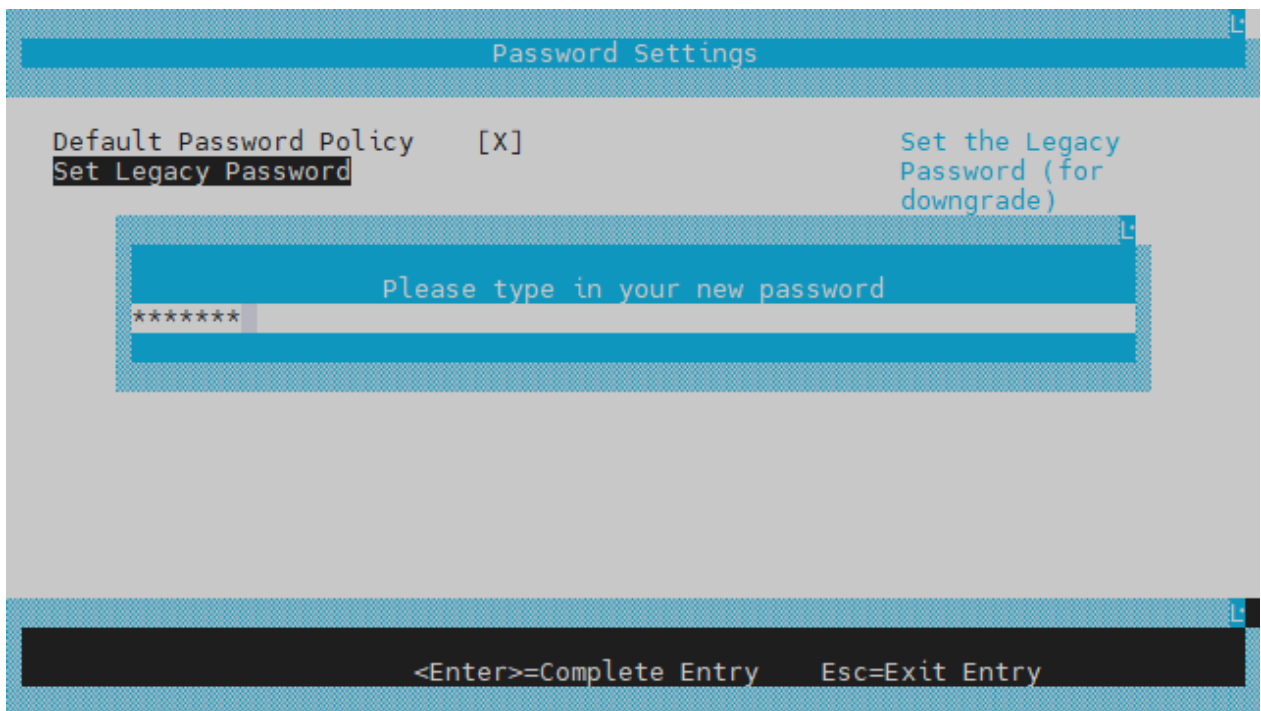 Password Settings
Default Password Policy [X]
Set Legacy Password
Set the Legacy
Password (for
downgrade)
Please type in your new password
*******
<Enter>=Complete Entry Esc=Exit Entry